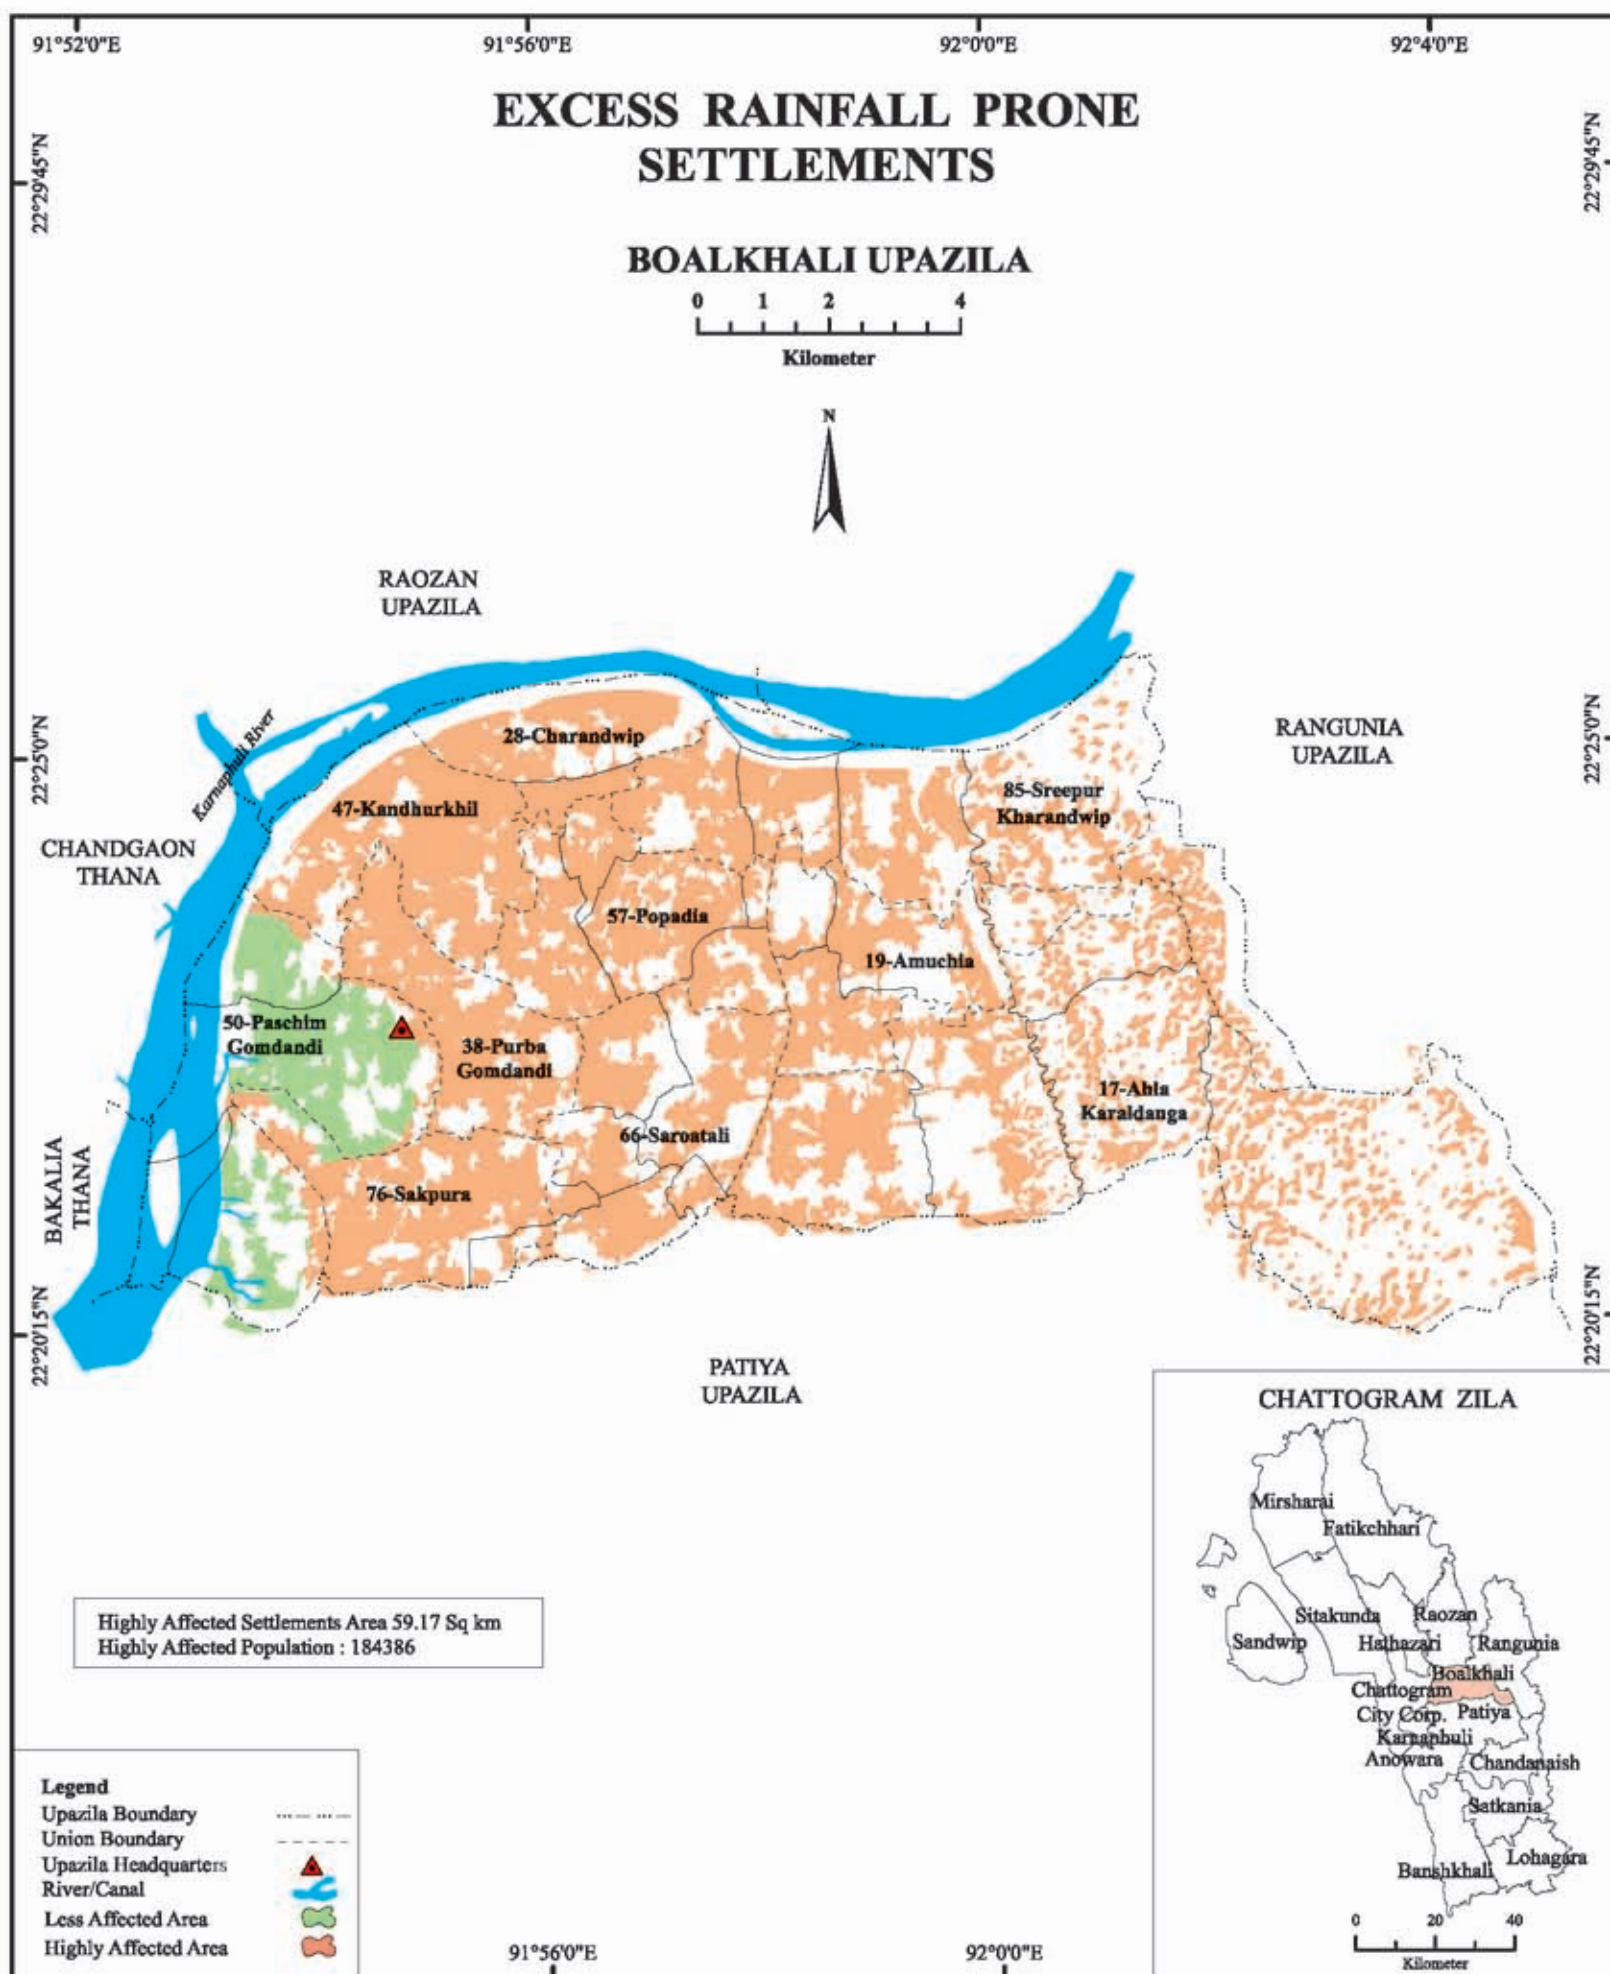 91°52'0"E
91°56'0"E
92°0'0"E
92°4'0"E
EXCESS RAINFALL PRONE
SETTLEMENTS
22°29'45"N
22°29'45"N
BOALKHALI UPAZILA
0 1 2 4
Kilometer
N
RAOZAN
UPAZILA
Karnaphuli River
22°25'0"N
22°25'0"N
RANGUNIA
UPAZILA
28-Charandwip
47-Kandhurkhil
85-Sreepur
Kharandwip
CHANDGAON
THANA
57-Popadia
19-Amuchia
50-Paschim
Gomdandi
38-Purba
Gomdandi
17-Ahla
Karaldanga
66-Saroatali
76-Sakpura
BAKALIA
THANA
22°20'15"N
22°20'15"N
PATIYA
UPAZILA
CHATTOGRAM ZILA
Mirsharai
Fatikchhari
Sitakunda
Raozan
Sandwip
Hathazari
Rangunia
Boalkhali
Chattogram
City Corp.
Patiya
Karnaphuli
Anowara
Chandanaish
Satkania
Banshkhali
Lohagara
0 20 40
Kilometer
Highly Affected Settlements Area 59.17 Sq km
Highly Affected Population : 184386
Legend
Upazila Boundary
Union Boundary
Upazila Headquarters
River/Canal
Less Affected Area
Highly Affected Area
91°56'0"E
92°0'0"E